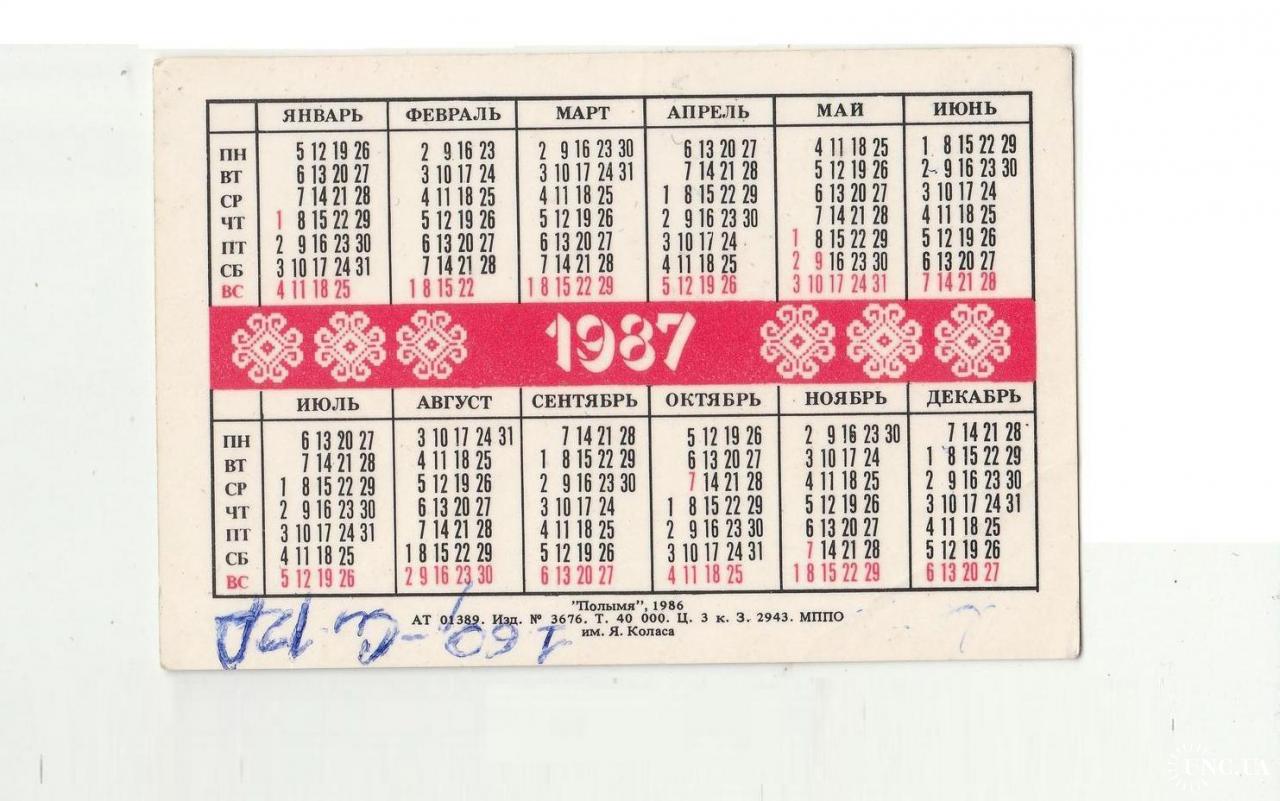 ЯНВАРЬ ФЕВРАЛЬ МАРТ АПРЕЛЬ МАЙ ИЮНЬ
ПН 5 12 19 26 2 9 16 23 2 9 16 23 30 6 13 20 27 4 11 18 25 1 8 15 22 29
ВТ 6 13 20 27 3 10 17 24 3 10 17 24 31 7 14 21 28 5 12 19 26 2 9 16 23 30
СР 7 14 21 28 4 11 18 25 4 11 18 25 1 8 15 22 29 6 13 20 27 3 10 17 24
ЧТ 1 8 15 22 29 5 12 19 26 5 12 19 26 2 9 16 23 30 7 14 21 28 4 11 18 25
ПТ 2 9 16 23 30 6 13 20 27 6 13 20 27 3 10 17 24 1 8 15 22 29 5 12 19 26
СБ 3 10 17 24 31 7 14 21 28 7 14 21 28 4 11 18 25 2 9 16 23 30 6 13 20 27
ВС 4 11 18 25 1 8 15 22 1 8 15 22 29 5 12 19 26 3 10 17 24 31 7 14 21 28
1987
ИЮЛЬ АВГУСТ СЕНТЯБРЬ ОКТЯБРЬ НОЯБРЬ ДЕКАБРЬ
ПН 6 13 20 27 3 10 17 24 31 7 14 21 28 5 12 19 26 2 9 16 23 30 7 14 21 28
ВТ 7 14 21 28 4 11 18 25 1 8 15 22 29 6 13 20 27 3 10 17 24 1 8 15 22 29
СР 1 8 15 22 29 5 12 19 26 2 9 16 23 30 7 14 21 28 4 11 18 25 2 9 16 23 30
ЧТ 2 9 16 23 30 6 13 20 27 3 10 17 24 1 8 15 22 29 5 12 19 26 3 10 17 24 31
ПТ 3 10 17 24 31 7 14 21 28 4 11 18 25 2 9 16 23 30 6 13 20 27 4 11 18 25
СБ 4 11 18 25 1 8 15 22 29 5 12 19 26 3 10 17 24 31 7 14 21 28 5 12 19 26
ВС 5 12 19 26 2 9 16 23 30 6 13 20 27 4 11 18 25 1 8 15 22 29 6 13 20 27
"Полымя", 1986
АТ 01389. Изд. № 3676. Т. 40 000. Ц. 3 к. З. 2943. МППО
им. Я. Коласа
UNC.UA